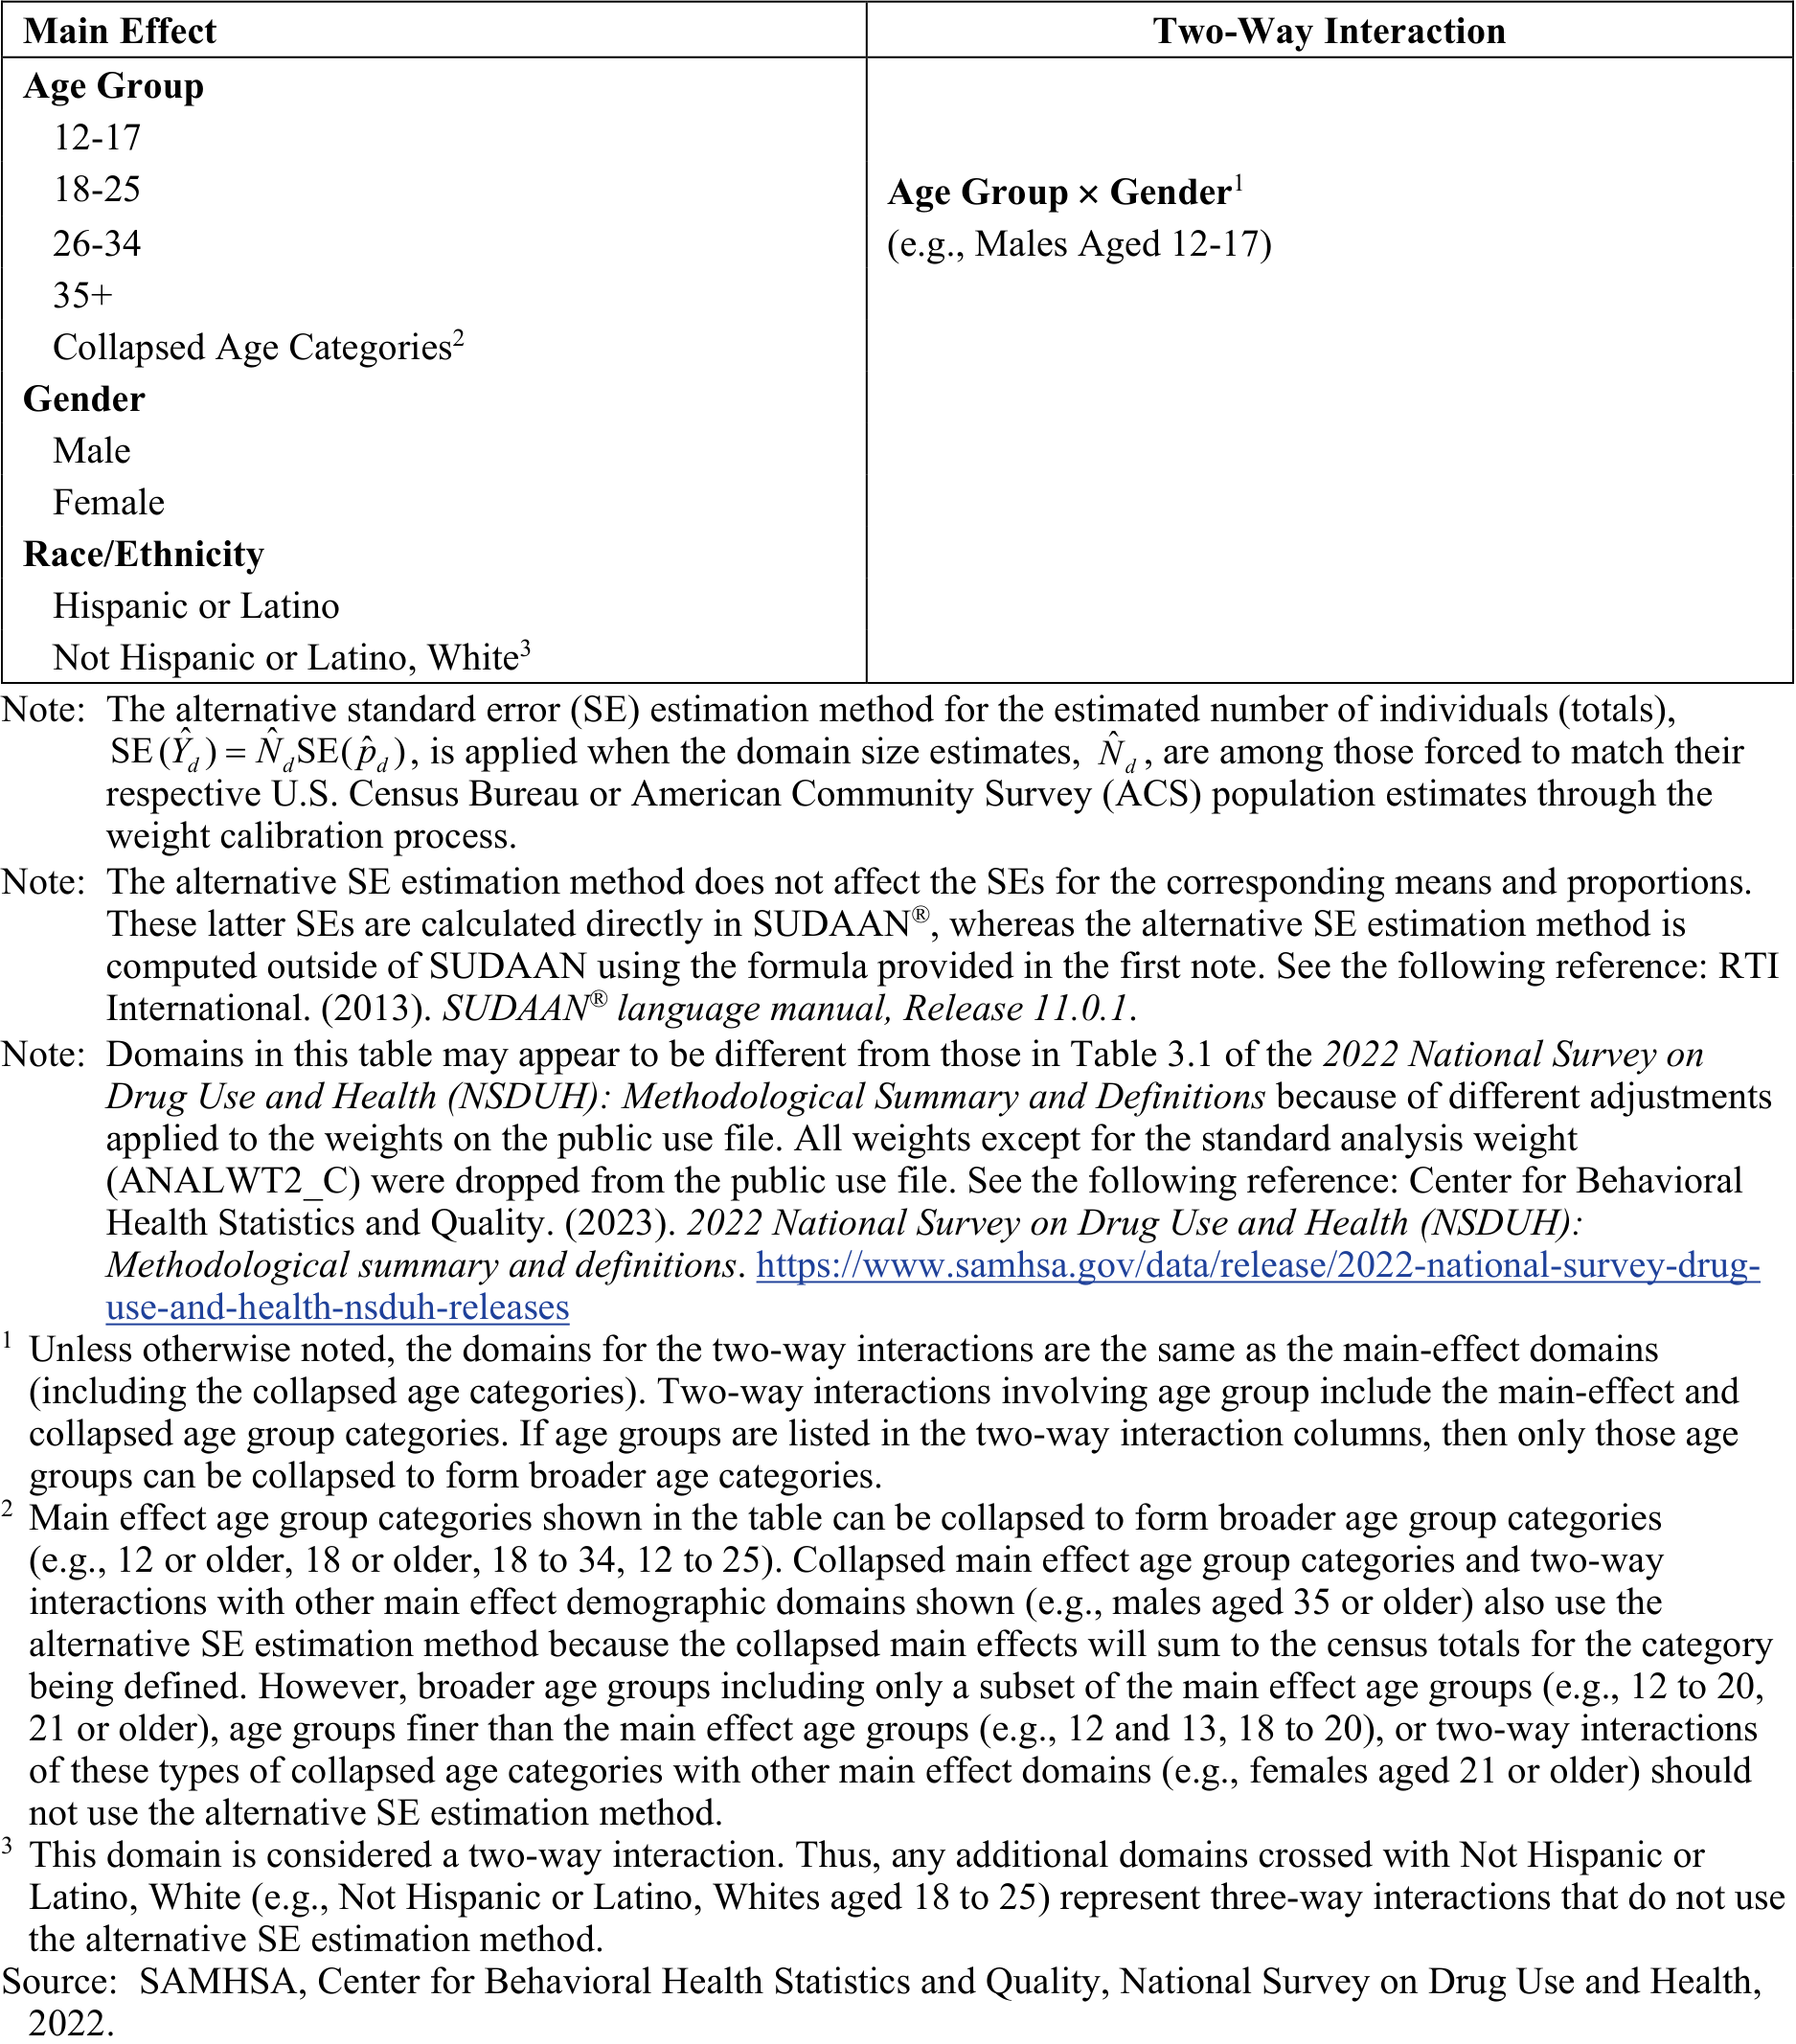 Main Effect
Two-Way Interaction
Age Group
12-17
18-25
26-34
35+
Collapsed Age Categories²
Gender
Male
Female
Race/Ethnicity
Hispanic or Latino
Not Hispanic or Latino, White³
Age Group × Gender¹
(e.g., Males Aged 12-17)
Note: The alternative standard error (SE) estimation method for the estimated number of individuals (totals),
SE(Ŷ_d) = N̂_dSE(p̂_d), is applied when the domain size estimates, N̂_d, are among those forced to match their
respective U.S. Census Bureau or American Community Survey (ACS) population estimates through the
weight calibration process.
Note: The alternative SE estimation method does not affect the SEs for the corresponding means and proportions.
These latter SEs are calculated directly in SUDAAN®, whereas the alternative SE estimation method is
computed outside of SUDAAN using the formula provided in the first note. See the following reference: RTI
International. (2013). SUDAAN® language manual, Release 11.0.1.
Note: Domains in this table may appear to be different from those in Table 3.1 of the 2022 National Survey on
Drug Use and Health (NSDUH): Methodological Summary and Definitions because of different adjustments
applied to the weights on the public use file. All weights except for the standard analysis weight
(ANALWT2_C) were dropped from the public use file. See the following reference: Center for Behavioral
Health Statistics and Quality. (2023). 2022 National Survey on Drug Use and Health (NSDUH):
Methodological summary and definitions. https://www.samhsa.gov/data/release/2022-national-survey-drug-
use-and-health-nsduh-releases
¹ Unless otherwise noted, the domains for the two-way interactions are the same as the main-effect domains
(including the collapsed age categories). Two-way interactions involving age group include the main-effect and
collapsed age group categories. If age groups are listed in the two-way interaction columns, then only those age
groups can be collapsed to form broader age categories.
² Main effect age group categories shown in the table can be collapsed to form broader age group categories
(e.g., 12 or older, 18 or older, 18 to 34, 12 to 25). Collapsed main effect age group categories and two-way
interactions with other main effect demographic domains shown (e.g., males aged 35 or older) also use the
alternative SE estimation method because the collapsed main effects will sum to the census totals for the category
being defined. However, broader age groups including only a subset of the main effect age groups (e.g., 12 to 20,
21 or older), age groups finer than the main effect age groups (e.g., 12 and 13, 18 to 20), or two-way interactions
of these types of collapsed age categories with other main effect domains (e.g., females aged 21 or older) should
not use the alternative SE estimation method.
³ This domain is considered a two-way interaction. Thus, any additional domains crossed with Not Hispanic or
Latino, White (e.g., Not Hispanic or Latino, Whites aged 18 to 25) represent three-way interactions that do not use
the alternative SE estimation method.
Source: SAMHSA, Center for Behavioral Health Statistics and Quality, National Survey on Drug Use and Health,
2022.